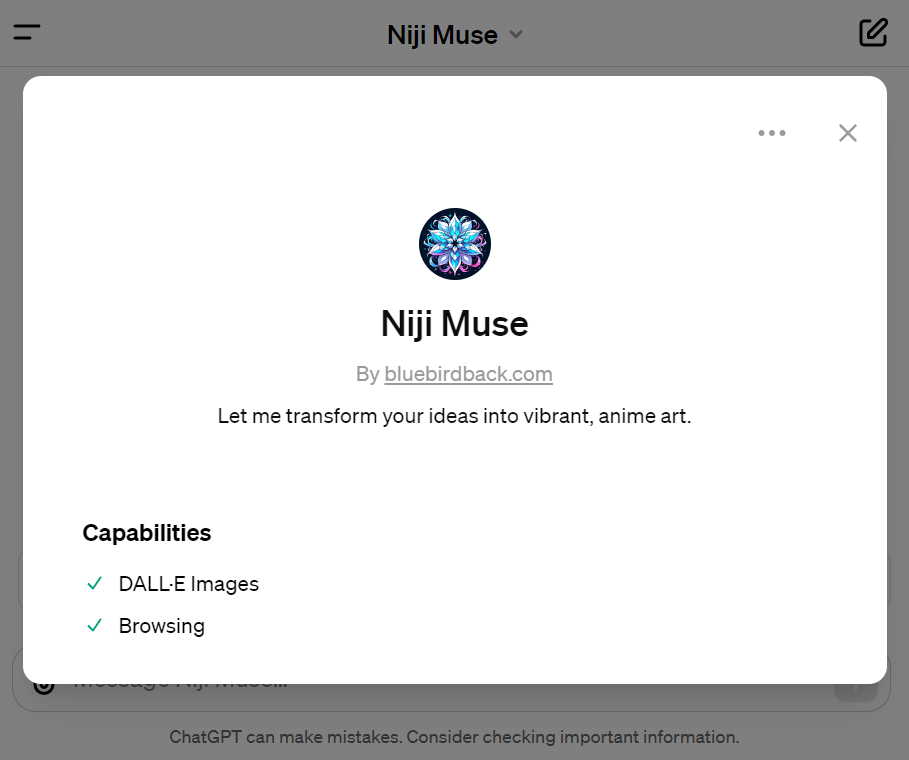 Niji Muse
Niji Muse
By bluebirdback.com
Let me transform your ideas into vibrant, anime art.
Capabilities
DALL·E Images
Browsing
Message Niji Muse...
ChatGPT can make mistakes. Consider checking important information.